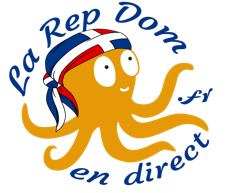 La Rep Dom
.fr
en direct